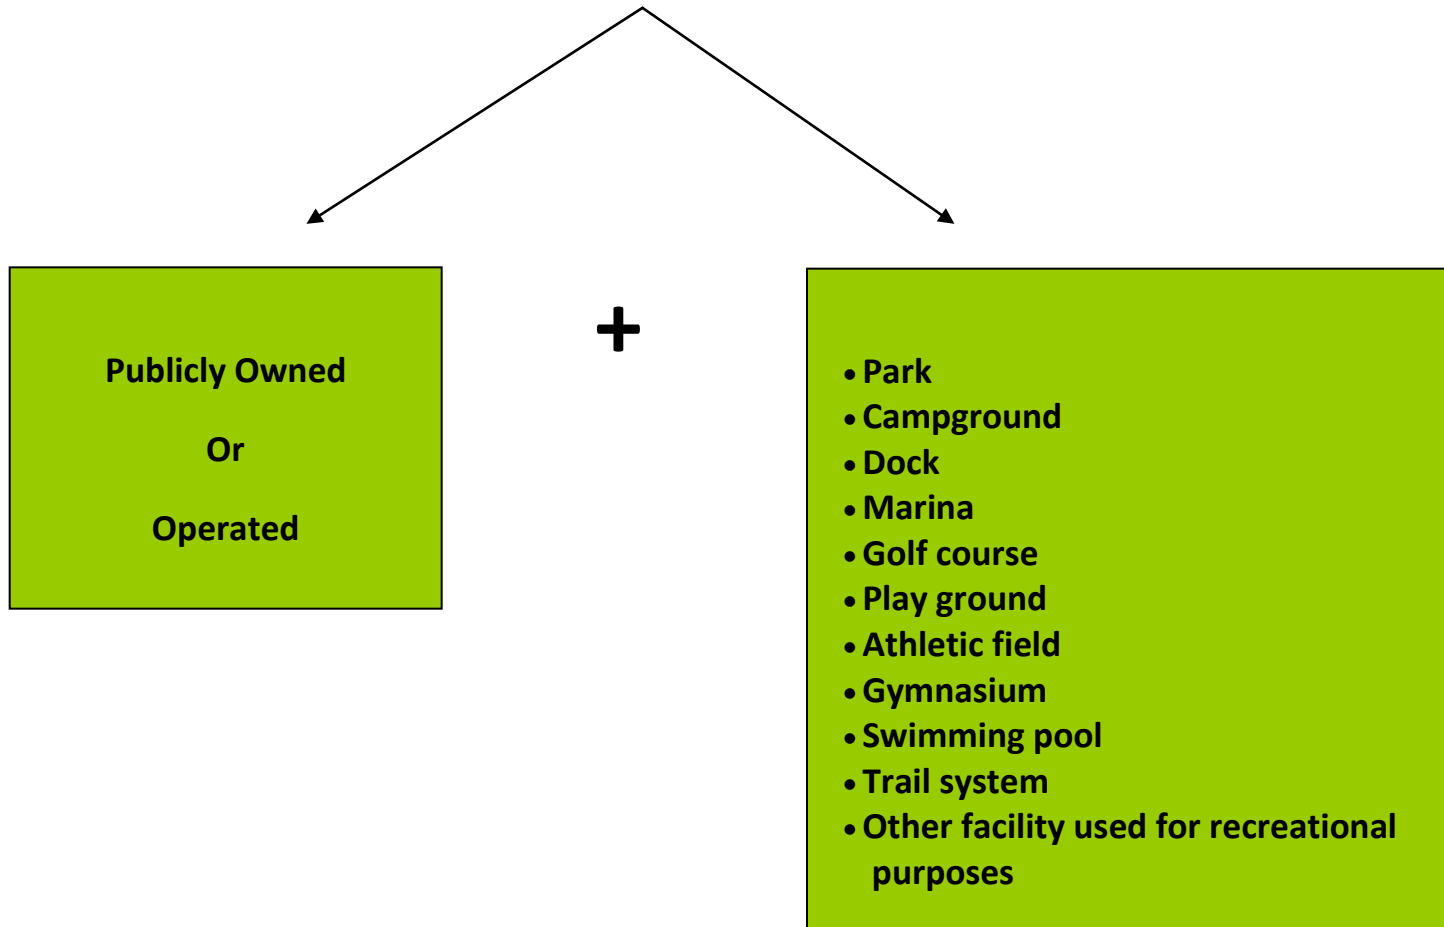 Publicly Owned
Or
Operated
+
• Park
• Campground
• Dock
• Marina
• Golf course
• Play ground
• Athletic field
• Gymnasium
• Swimming pool
• Trail system
• Other facility used for recreational
purposes